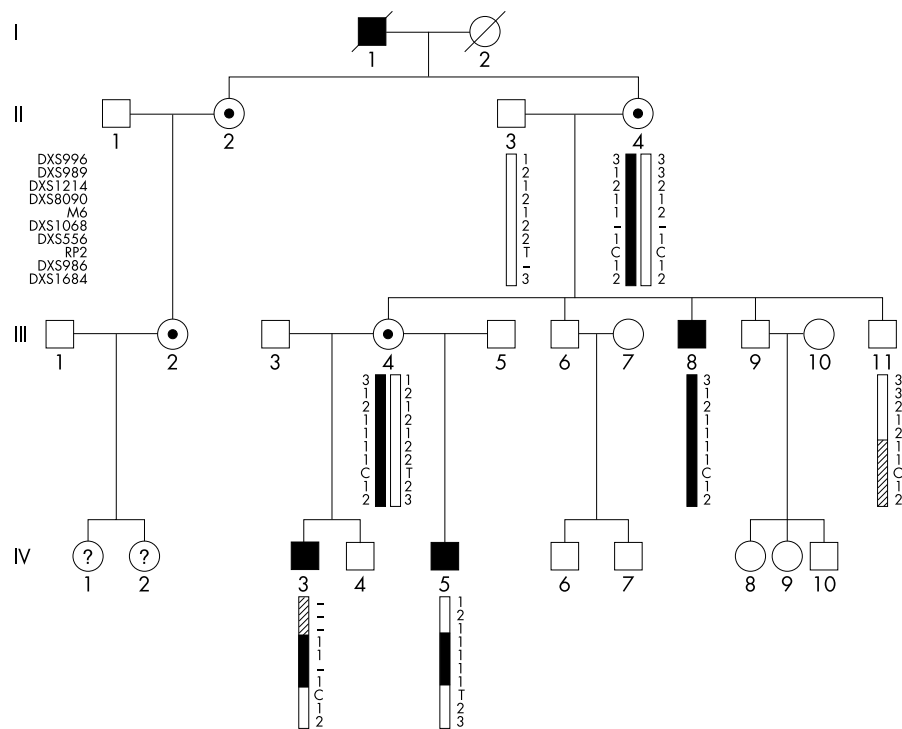 I
1 2
II
1 2 3 4
DXS996 1 3 3
DXS989 2 1 3
DXS1214 1 2 2
DXS8090 2 1 1
M6 1 1 2
DXS1068 2 – –
DXS556 2 1 1
RP2 T C C
DXS986 – 1 1
DXS1684 3 2 2
III
1 2 3 4 5 6 7 8 9 10 11
3 1 3 3
1 2 1 3
2 1 2 2
1 2 1 1
1 1 1 2
1 2 1 1
1 2 1 1
C T C C
1 2 1 1
2 3 2 2
IV
? ?
1 2 3 4 5 6 7 8 9 10
– 1
– 2
– 1
1 1
1 1
– 1
1 1
C T
1 2
2 3